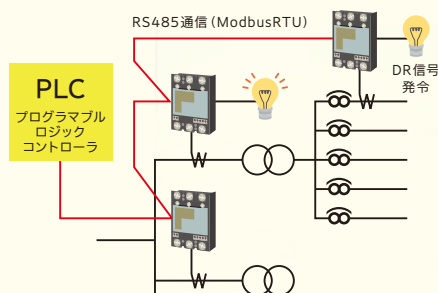 RS485通信（ModbusRTU）
DR信号
発令
PLC
プログラマブル
ロジック
コントローラ